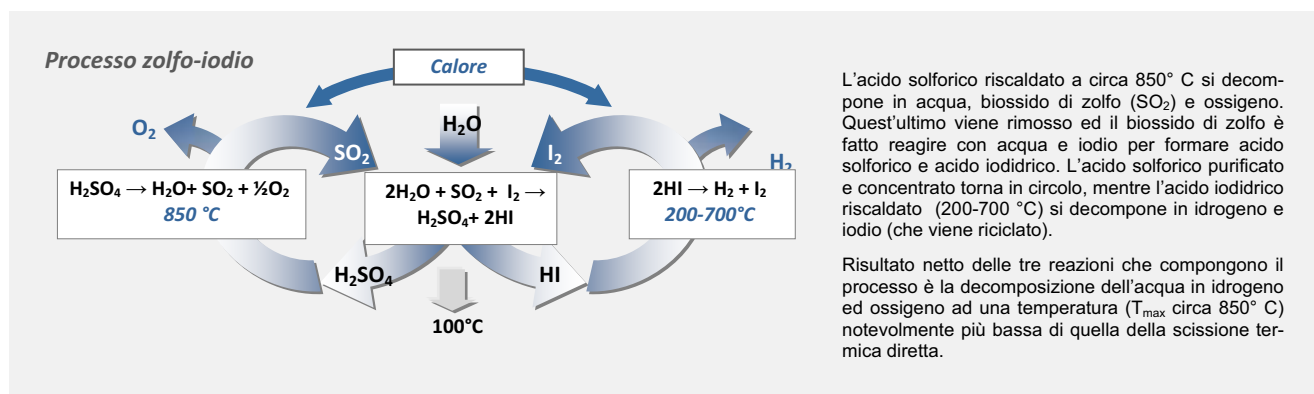 Processo zolfo-iodio
Calore
O₂
H₂O
SO₂
I₂
H₂
H₂SO₄ → H₂O+ SO₂ + ½O₂
850 °C
2H₂O + SO₂ + I₂ →
H₂SO₄+ 2HI
2HI → H₂ + I₂
200-700°C
H₂SO₄
HI
100°C
L'acido solforico riscaldato a circa 850° C si decom-
pone in acqua, biossido di zolfo (SO₂) e ossigeno.
Quest'ultimo viene rimosso ed il biossido di zolfo è
fatto reagire con acqua e iodio per formare acido
solforico e acido iodidrico. L'acido solforico purificato
e concentrato torna in circolo, mentre l'acido iodidrico
riscaldato (200-700 °C) si decompone in idrogeno e
iodio (che viene riciclato).
Risultato netto delle tre reazioni che compongono il
processo è la decomposizione dell'acqua in idrogeno
ed ossigeno ad una temperatura (Tₘₐₓ circa 850° C)
notevolmente più bassa di quella della scissione ter-
mica diretta.